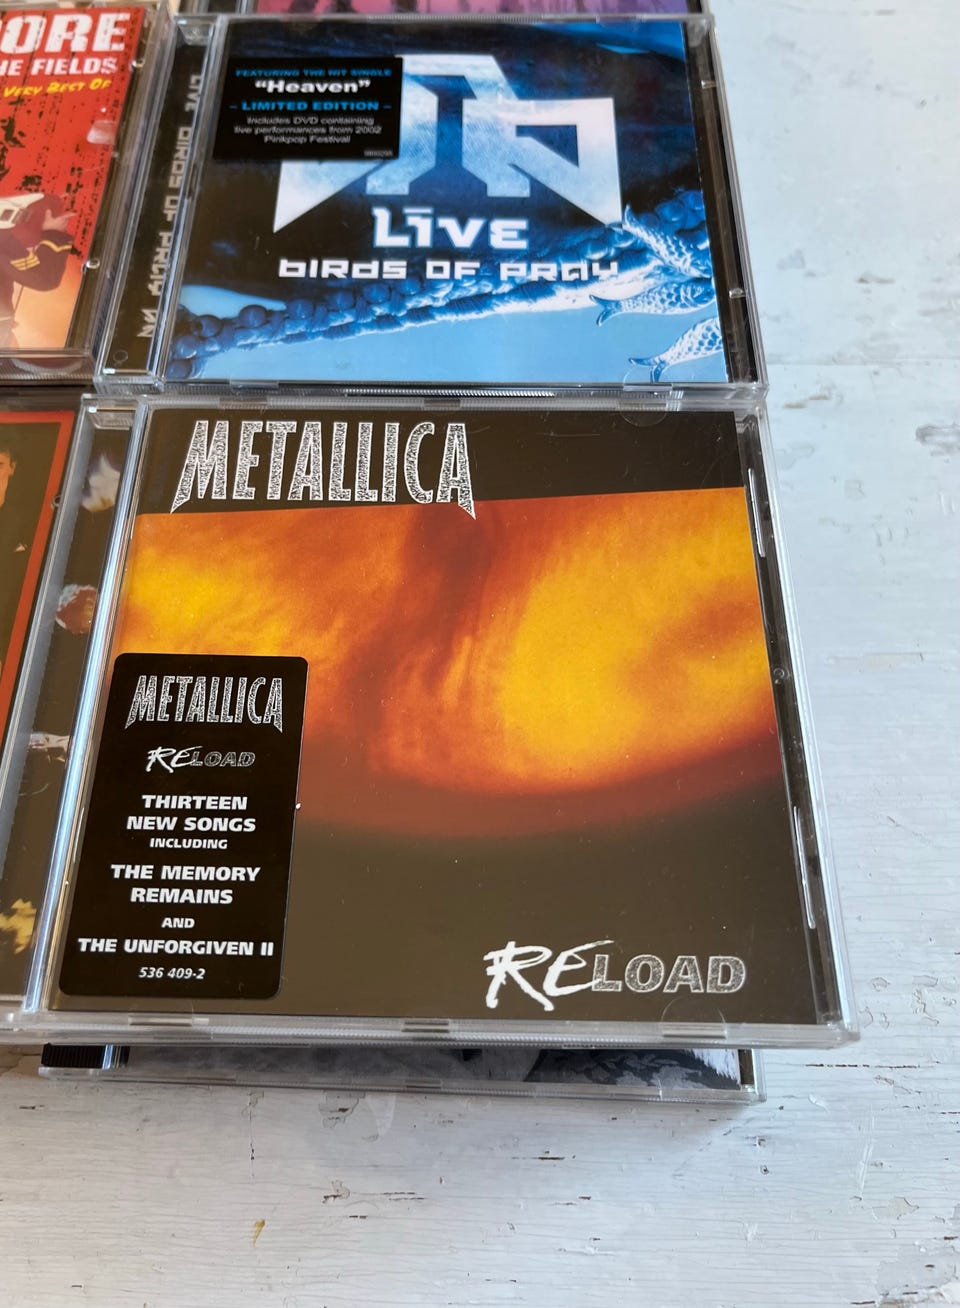 ORE
HE FIELDS
VERY BEST OF
LIVE BIRDS OF PRAY
FEATURING THE HIT SINGLE
"Heaven"
- LIMITED EDITION -
Includes DVD containing
live performances from 2002
Pinkpop Festival
LIVE
BIRDS OF PRAY
METALLICA
METALLICA
RELOAD
THIRTEEN
NEW SONGS
INCLUDING
THE MEMORY
REMAINS
AND
THE UNFORGIVEN II
536 409-2
RELOAD